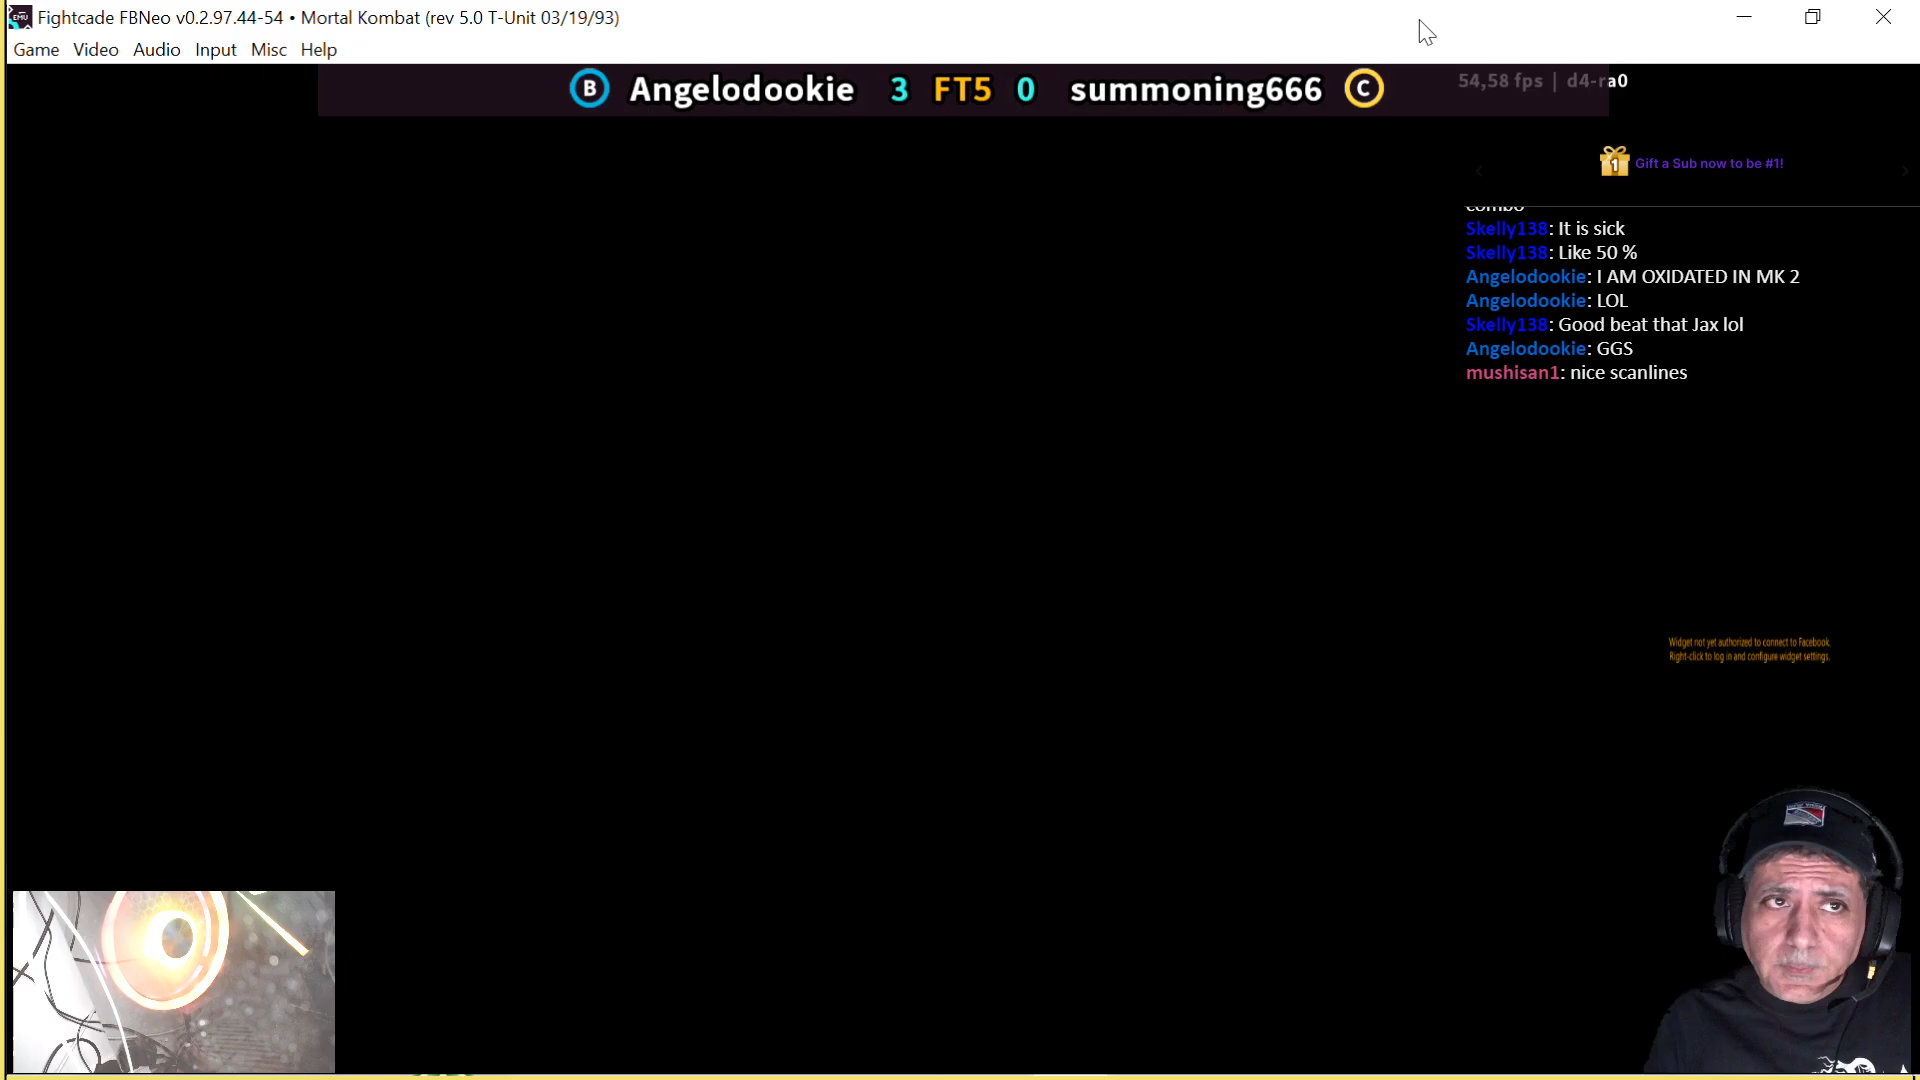 Fightcade FBNeo v0.2.97.44-54 • Mortal Kombat (rev 5.0 T-Unit 03/19/93)
Game Video Audio Input Misc Help
B Angelodookie 3 FT5 0 summoning666 C
54,58 fps | d4-ra0
1 Gift a Sub now to be #1!
combo
Skelly138: It is sick
Skelly138: Like 50 %
Angelodookie: I AM OXIDATED IN MK 2
Angelodookie: LOL
Skelly138: Good beat that Jax lol
Angelodookie: GGS
mushisan1: nice scanlines
Widget not yet authorized to connect to Facebook.
Right-click to log in and configure widget settings.